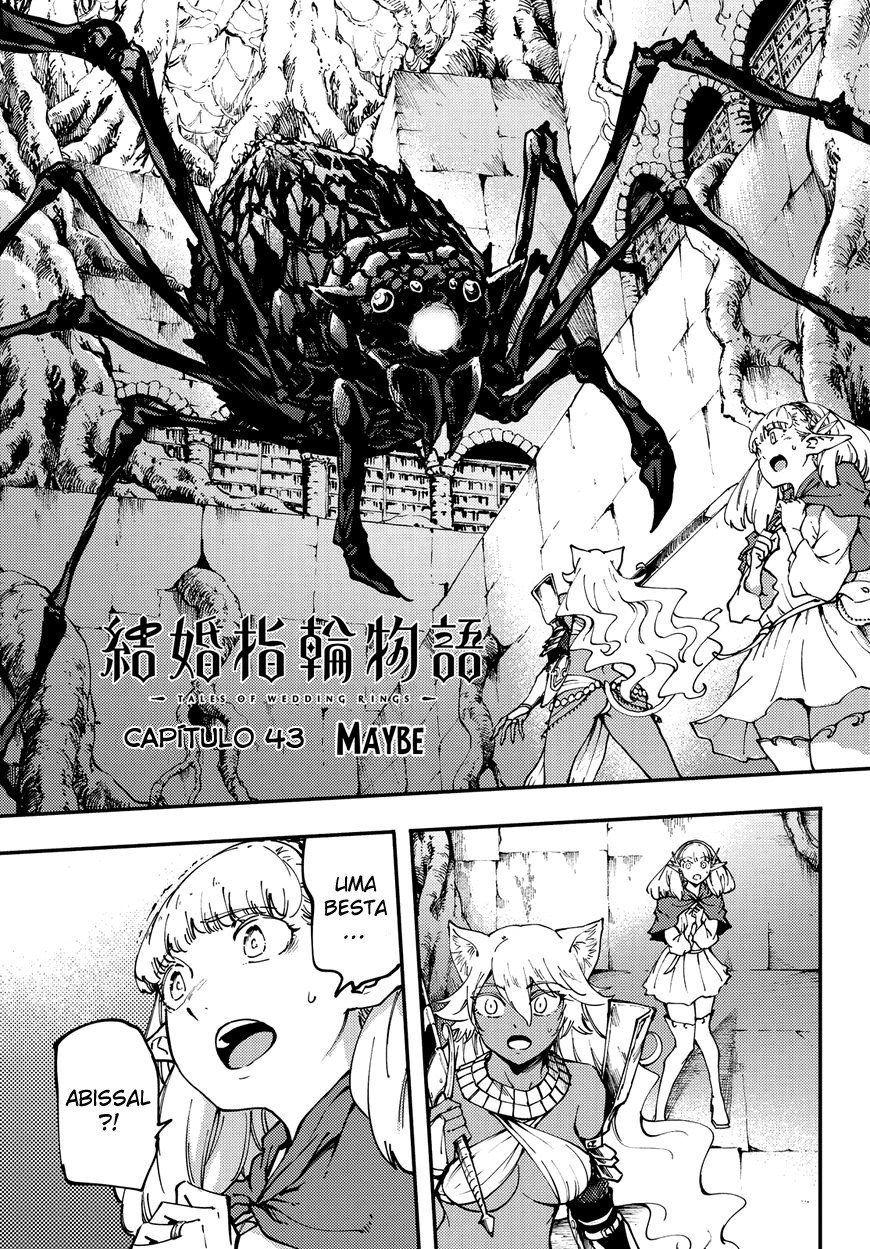 結婚指輪物語
TALES OF WEDDING RINGS
CAPÍTULO 43 MAYBE
UMA
BESTA
...
ABISSAL
?!